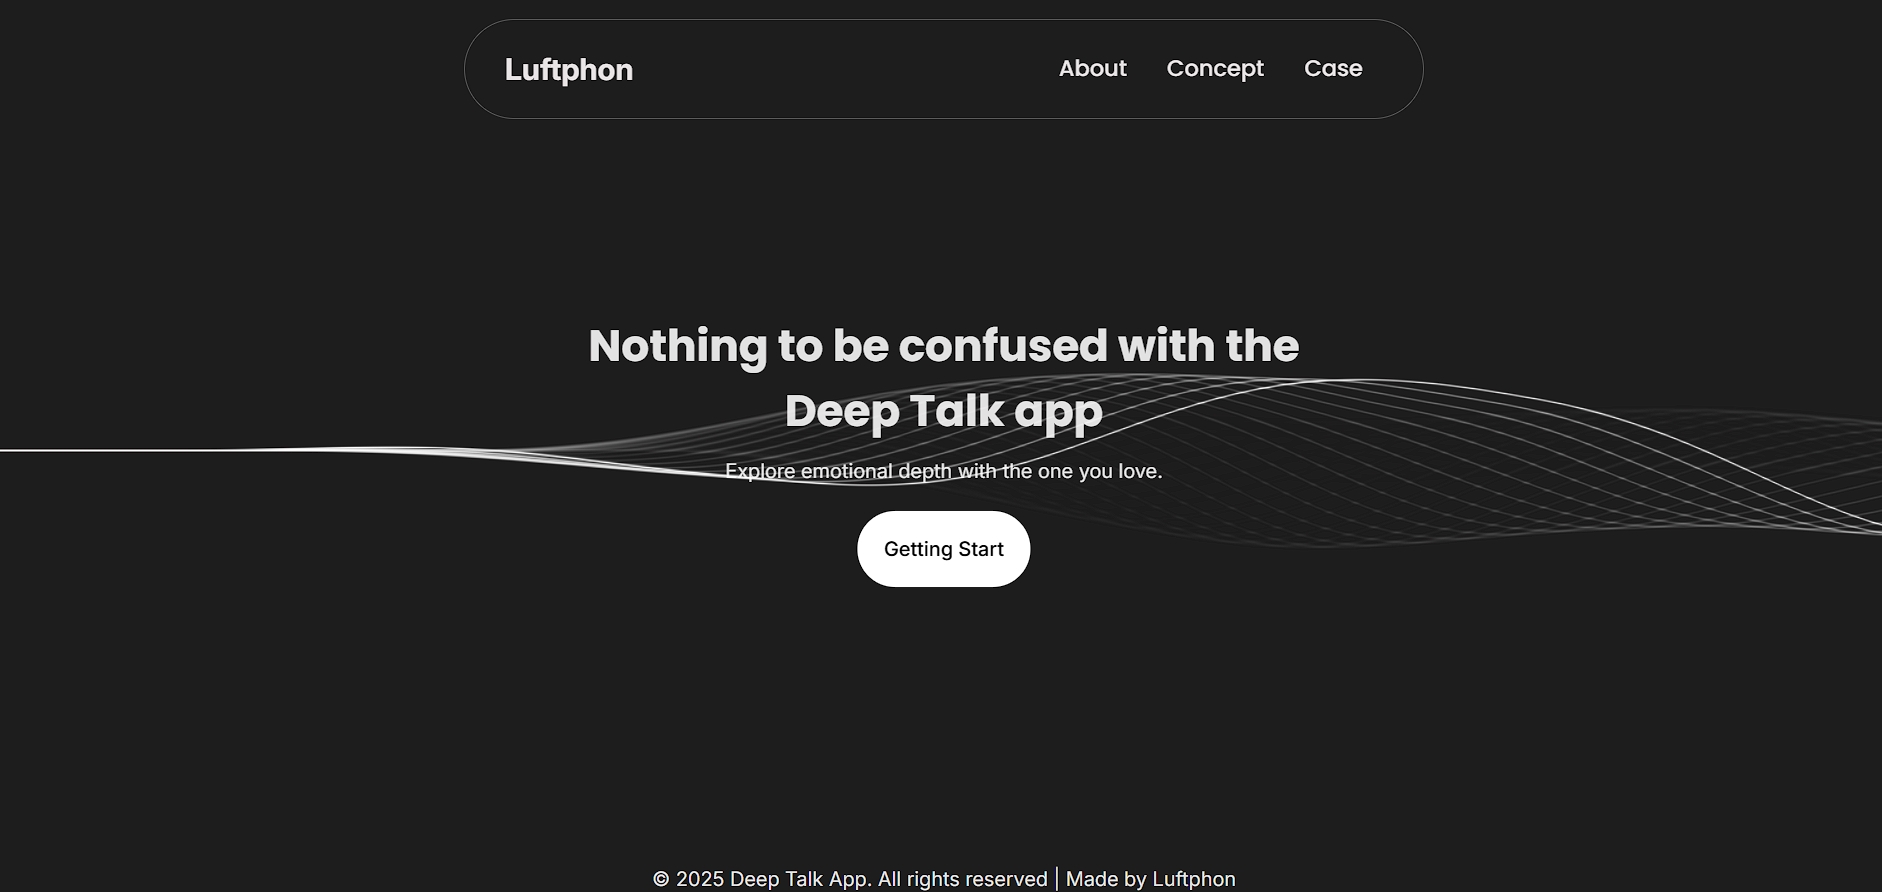 Luftphon
About Concept Case
Nothing to be confused with the
Deep Talk app
Explore emotional depth with the one you love.
Getting Start
© 2025 Deep Talk App. All rights reserved | Made by Luftphon